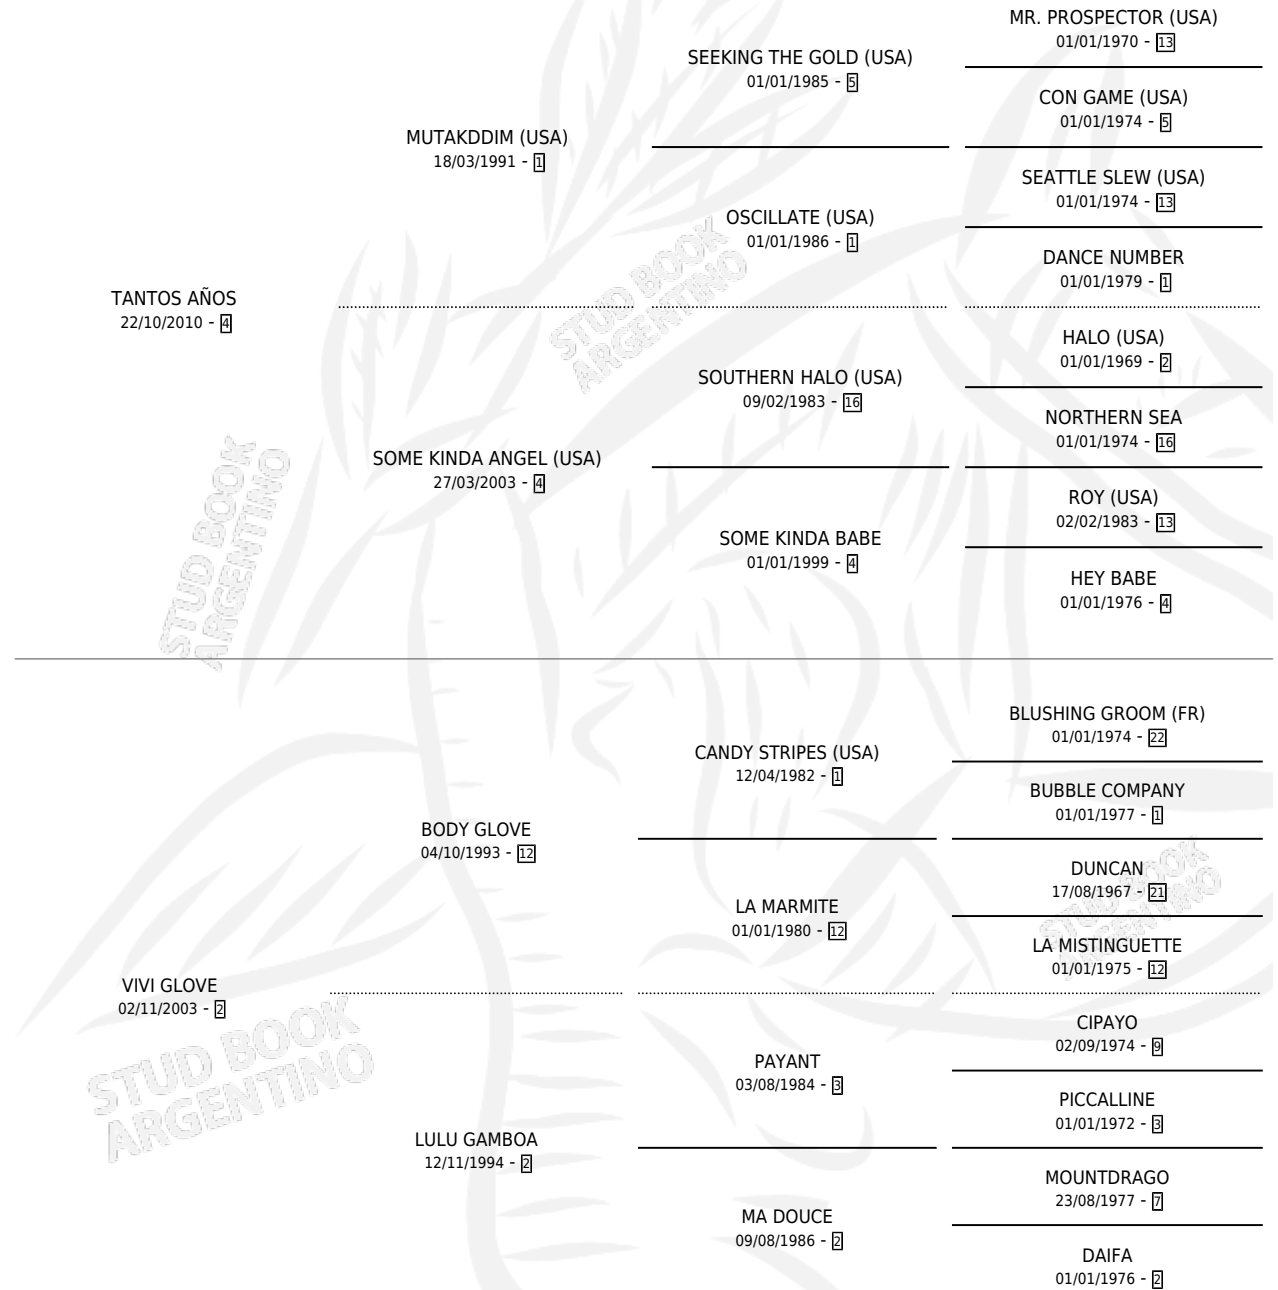 MR. PROSPECTOR (USA)
01/01/1970 - 13
SEEKING THE GOLD (USA)
01/01/1985 - 5
CON GAME (USA)
01/01/1974 - 5
MUTAKDDIM (USA)
18/03/1991 - 1
SEATTLE SLEW (USA)
01/01/1974 - 13
OSCILLATE (USA)
01/01/1986 - 1
DANCE NUMBER
01/01/1979 - 1
TANTOS AÑOS
22/10/2010 - 4
HALO (USA)
01/01/1969 - 2
SOUTHERN HALO (USA)
09/02/1983 - 16
NORTHERN SEA
01/01/1974 - 16
SOME KINDA ANGEL (USA)
27/03/2003 - 4
ROY (USA)
02/02/1983 - 13
SOME KINDA BABE
01/01/1999 - 4
HEY BABE
01/01/1976 - 4
BLUSHING GROOM (FR)
01/01/1974 - 22
CANDY STRIPES (USA)
12/04/1982 - 1
BUBBLE COMPANY
01/01/1977 - 1
BODY GLOVE
04/10/1993 - 12
DUNCAN
17/08/1967 - 21
LA MARMITE
01/01/1980 - 12
LA MISTINGUETTE
01/01/1975 - 12
VIVI GLOVE
02/11/2003 - 2
CIPAYO
02/09/1974 - 9
PAYANT
03/08/1984 - 3
PICCALLINE
01/01/1972 - 3
LULU GAMBOA
12/11/1994 - 2
MOUNTDRAGO
23/08/1977 - 7
MA DOUCE
09/08/1986 - 2
DAIFA
01/01/1976 - 2
STUD BOOK
ARGENTINO
STUD BOOK
ARGENTINO
STUD BOOK
ARGENTINO
STUD BOOK
ARGENTINO